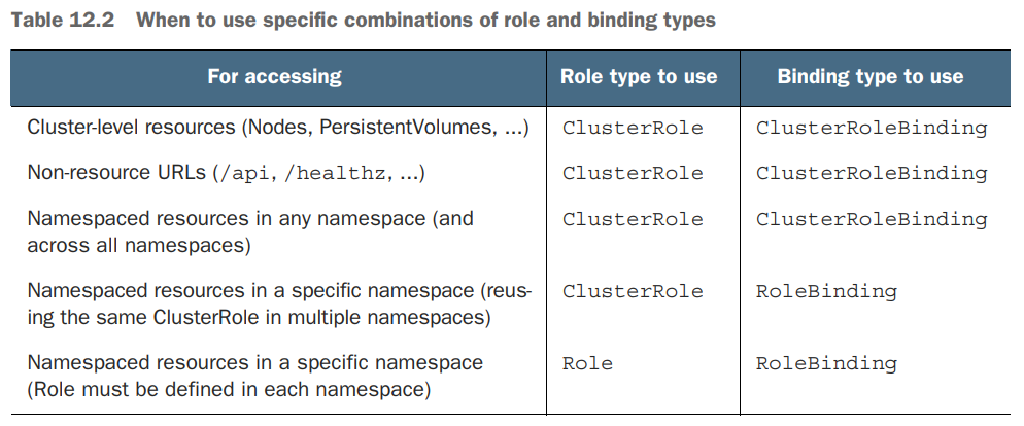 Table 12.2 When to use specific combinations of role and binding types
For accessing Role type to use Binding type to use
Cluster-level resources (Nodes, PersistentVolumes, ...) ClusterRole ClusterRoleBinding
Non-resource URLs (/api, /healthz, ...) ClusterRole ClusterRoleBinding
Namespaced resources in any namespace (and ClusterRole ClusterRoleBinding
across all namespaces)
Namespaced resources in a specific namespace (reus- ClusterRole RoleBinding
ing the same ClusterRole in multiple namespaces)
Namespaced resources in a specific namespace Role RoleBinding
(Role must be defined in each namespace)